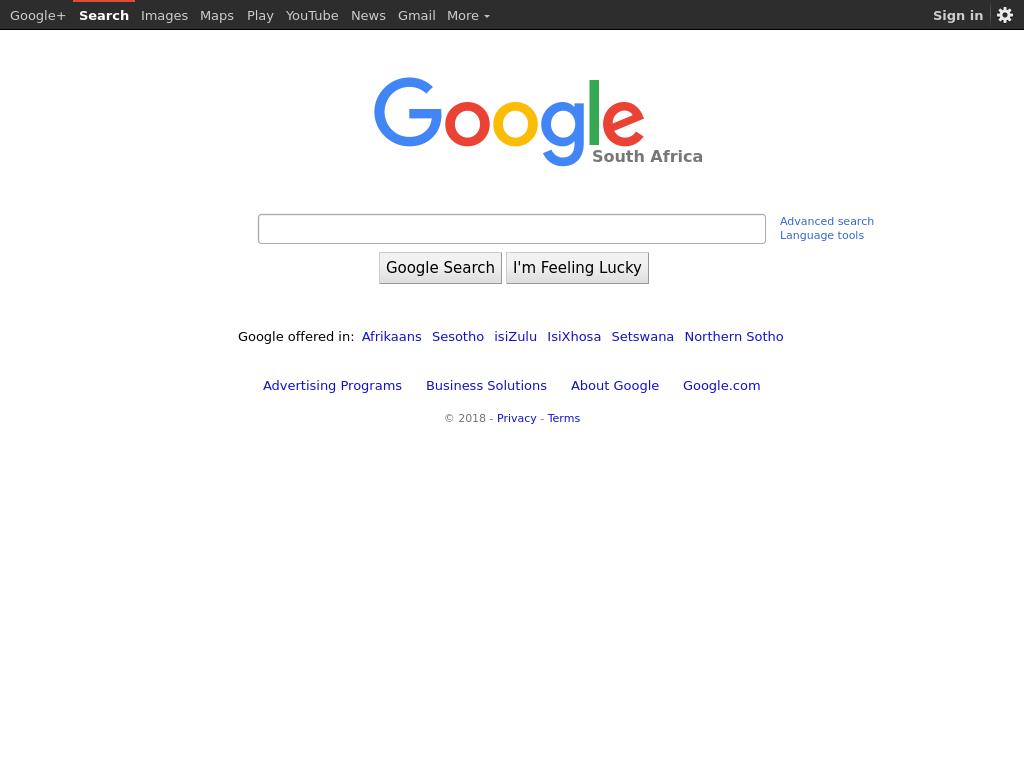 Google+ Search Images Maps Play YouTube News Gmail More Sign in
Google
South Africa
Advanced search
Language tools
Google Search I'm Feeling Lucky
Google offered in: Afrikaans Sesotho isiZulu IsiXhosa Setswana Northern Sotho
Advertising Programs Business Solutions About Google Google.com
© 2018 - Privacy - Terms